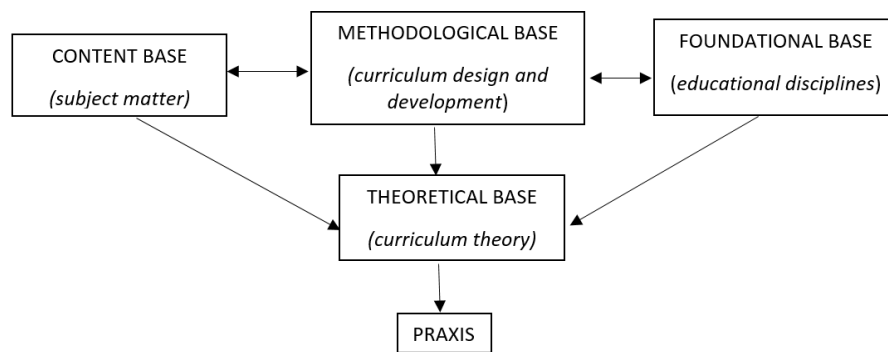 CONTENT BASE
(subject matter)
METHODOLOGICAL BASE
(curriculum design and
development)
FOUNDATIONAL BASE
(educational disciplines)
THEORETICAL BASE
(curriculum theory)
PRAXIS